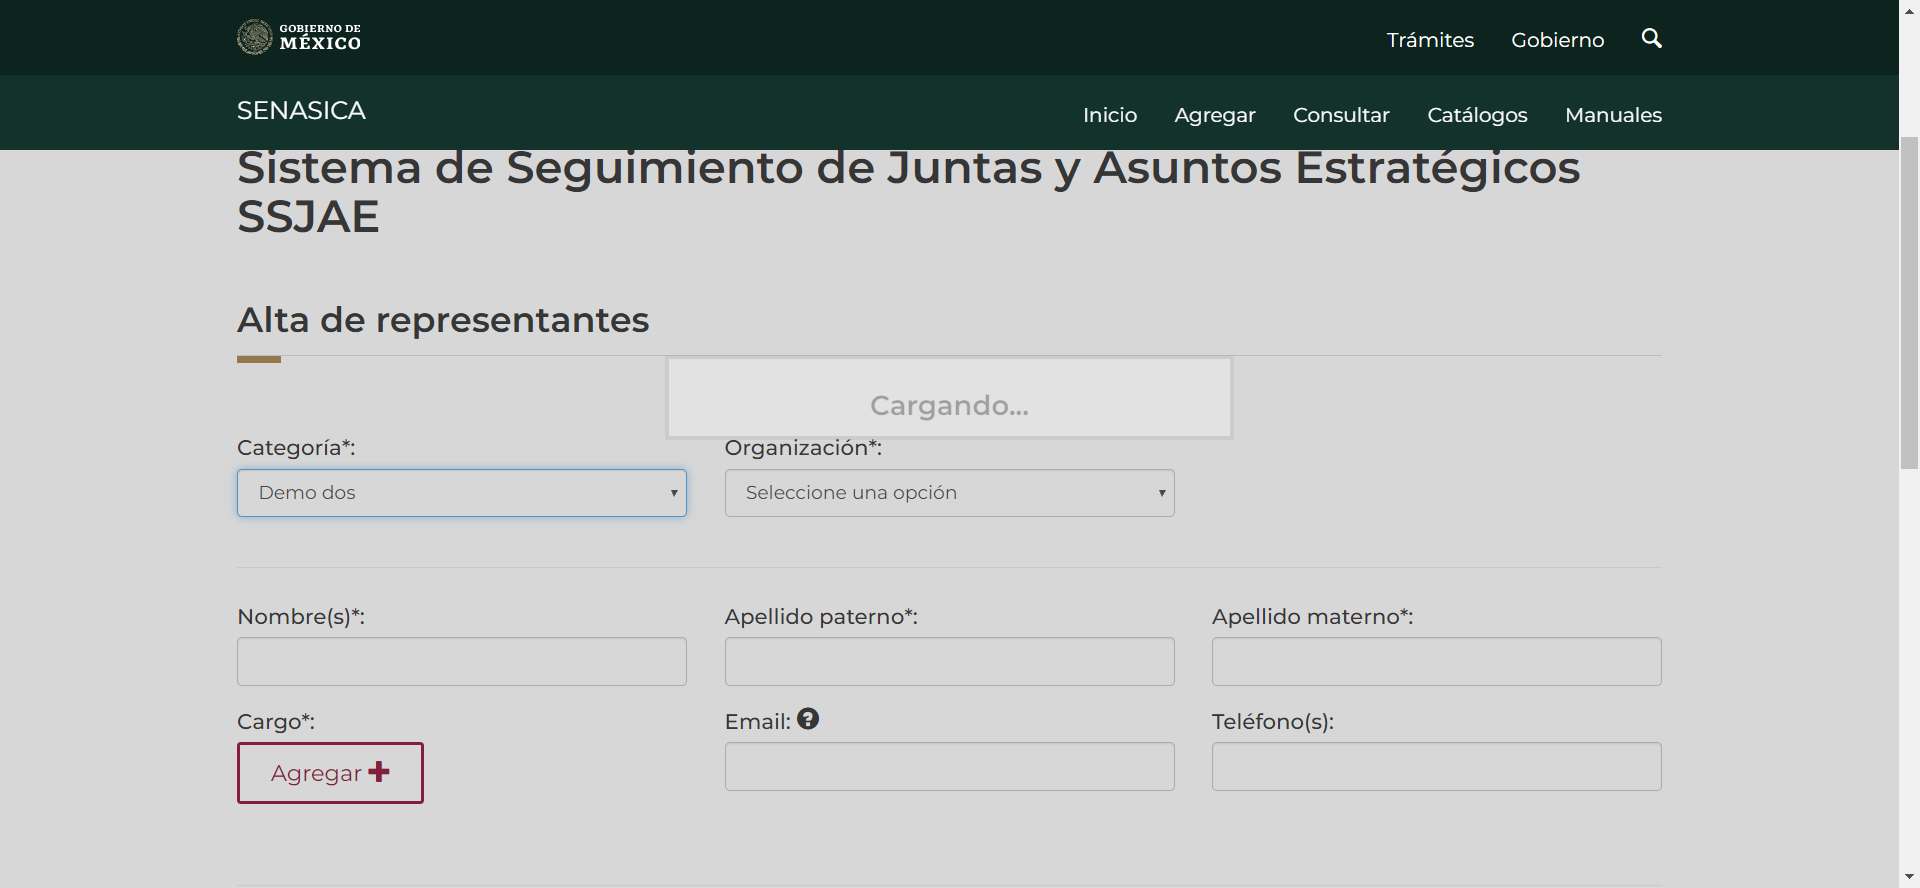 GOBIERNO DE
MÉXICO
Trámites
Gobierno
SENASICA
Inicio
Agregar
Consultar
Catálogos
Manuales
Sistema de Seguimiento de Juntas y Asuntos Estratégicos
SSJAE
Alta de representantes
Cargando...
Categoría*:
Organización*:
Demo dos
Seleccione una opción
Nombre(s)*:
Apellido paterno*:
Apellido materno*:
Cargo*:
Email:
Teléfono(s):
Agregar